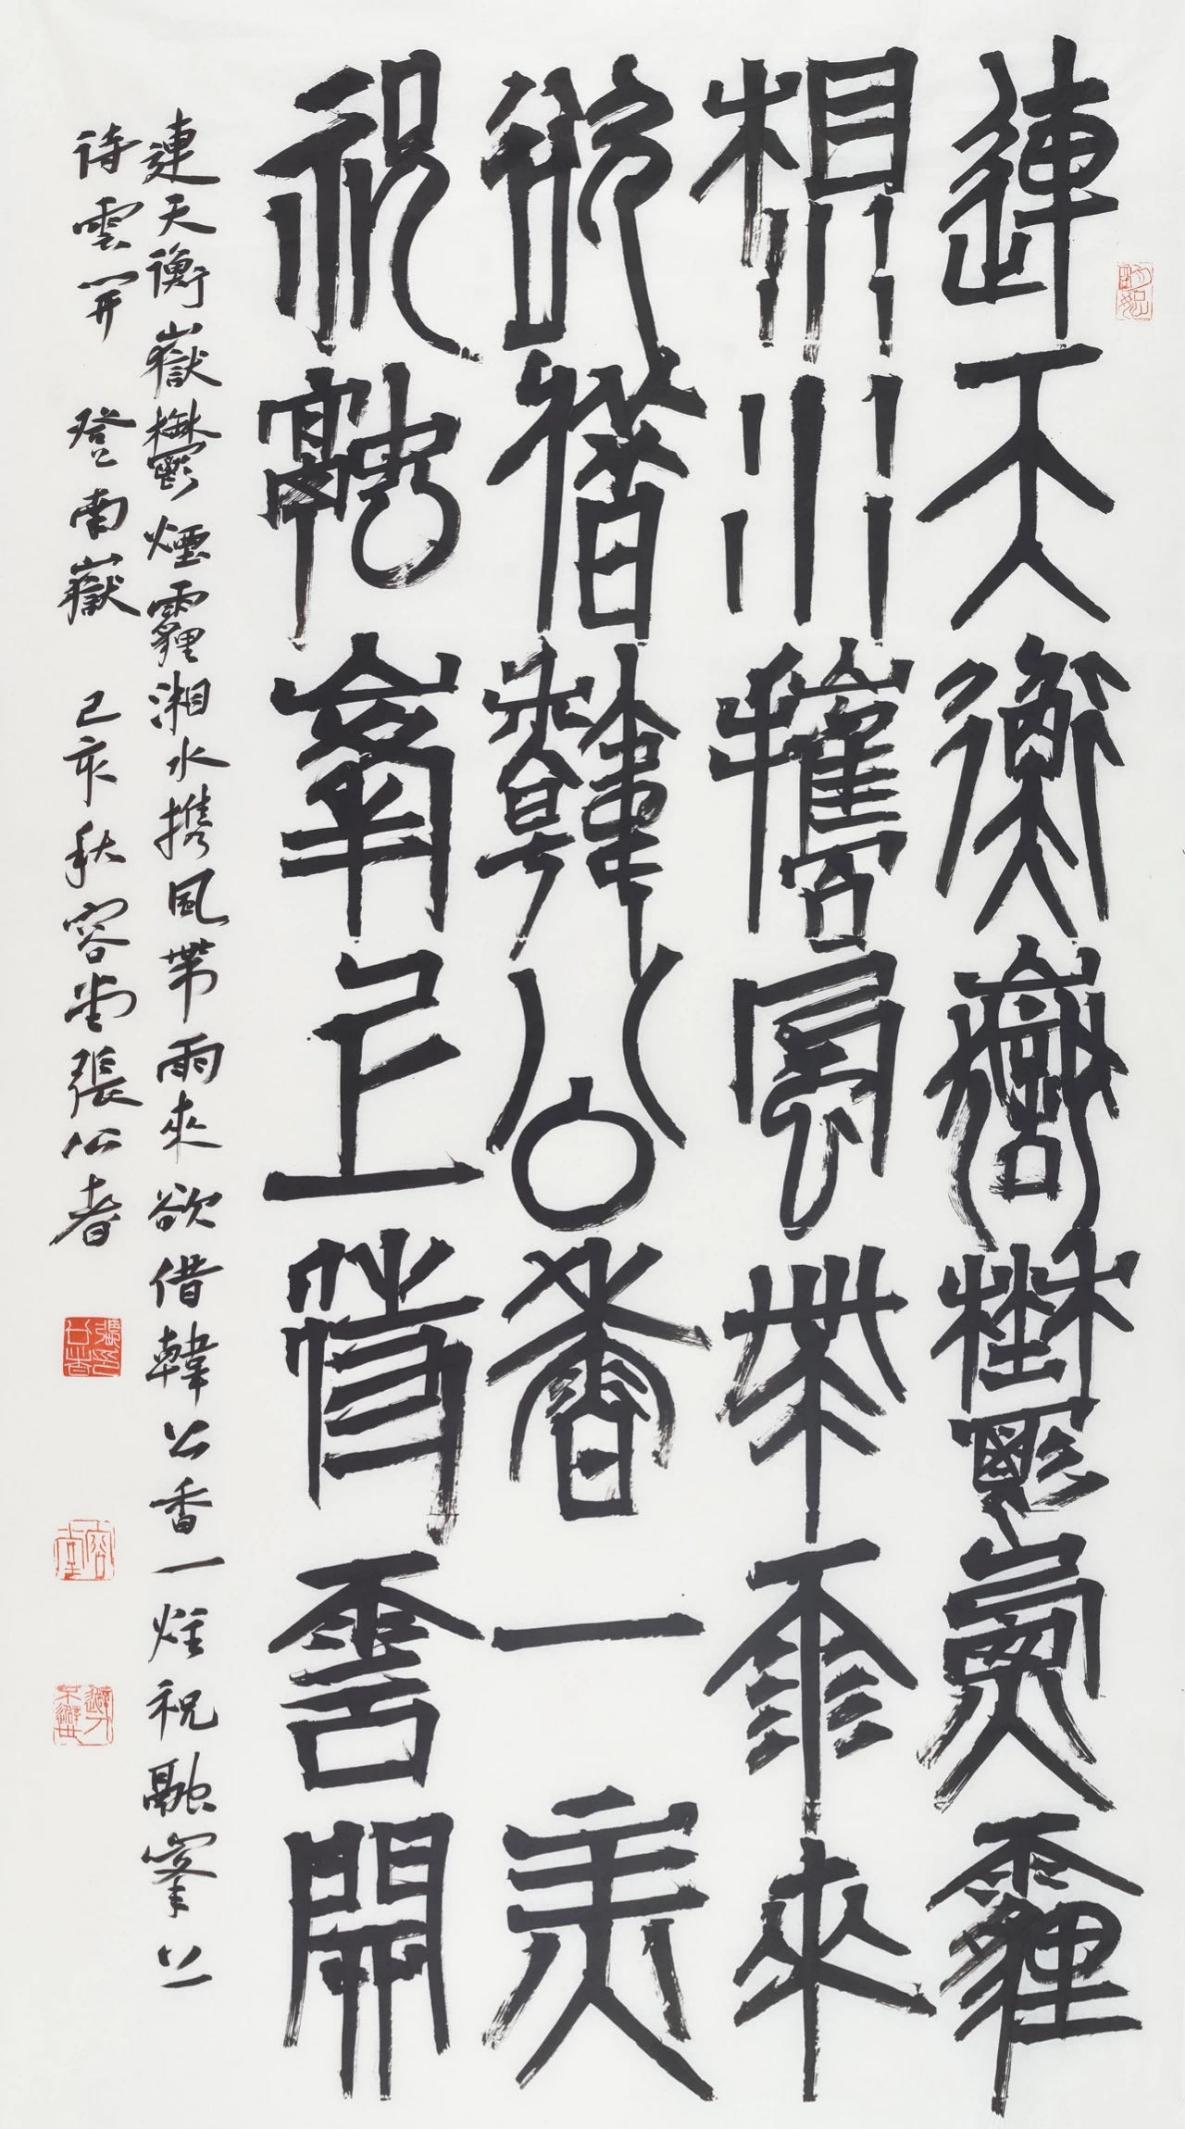 連天衡嶽鬱煙霾
湘水攜風帶雨來
欲借韓公香一炷
祝融峯上待雲開
連天衡嶽鬱煙霾湘水攜風帶雨來欲借韓公香一炷祝融峯上
待雲開 登南嶽 己亥秋容堂張公者